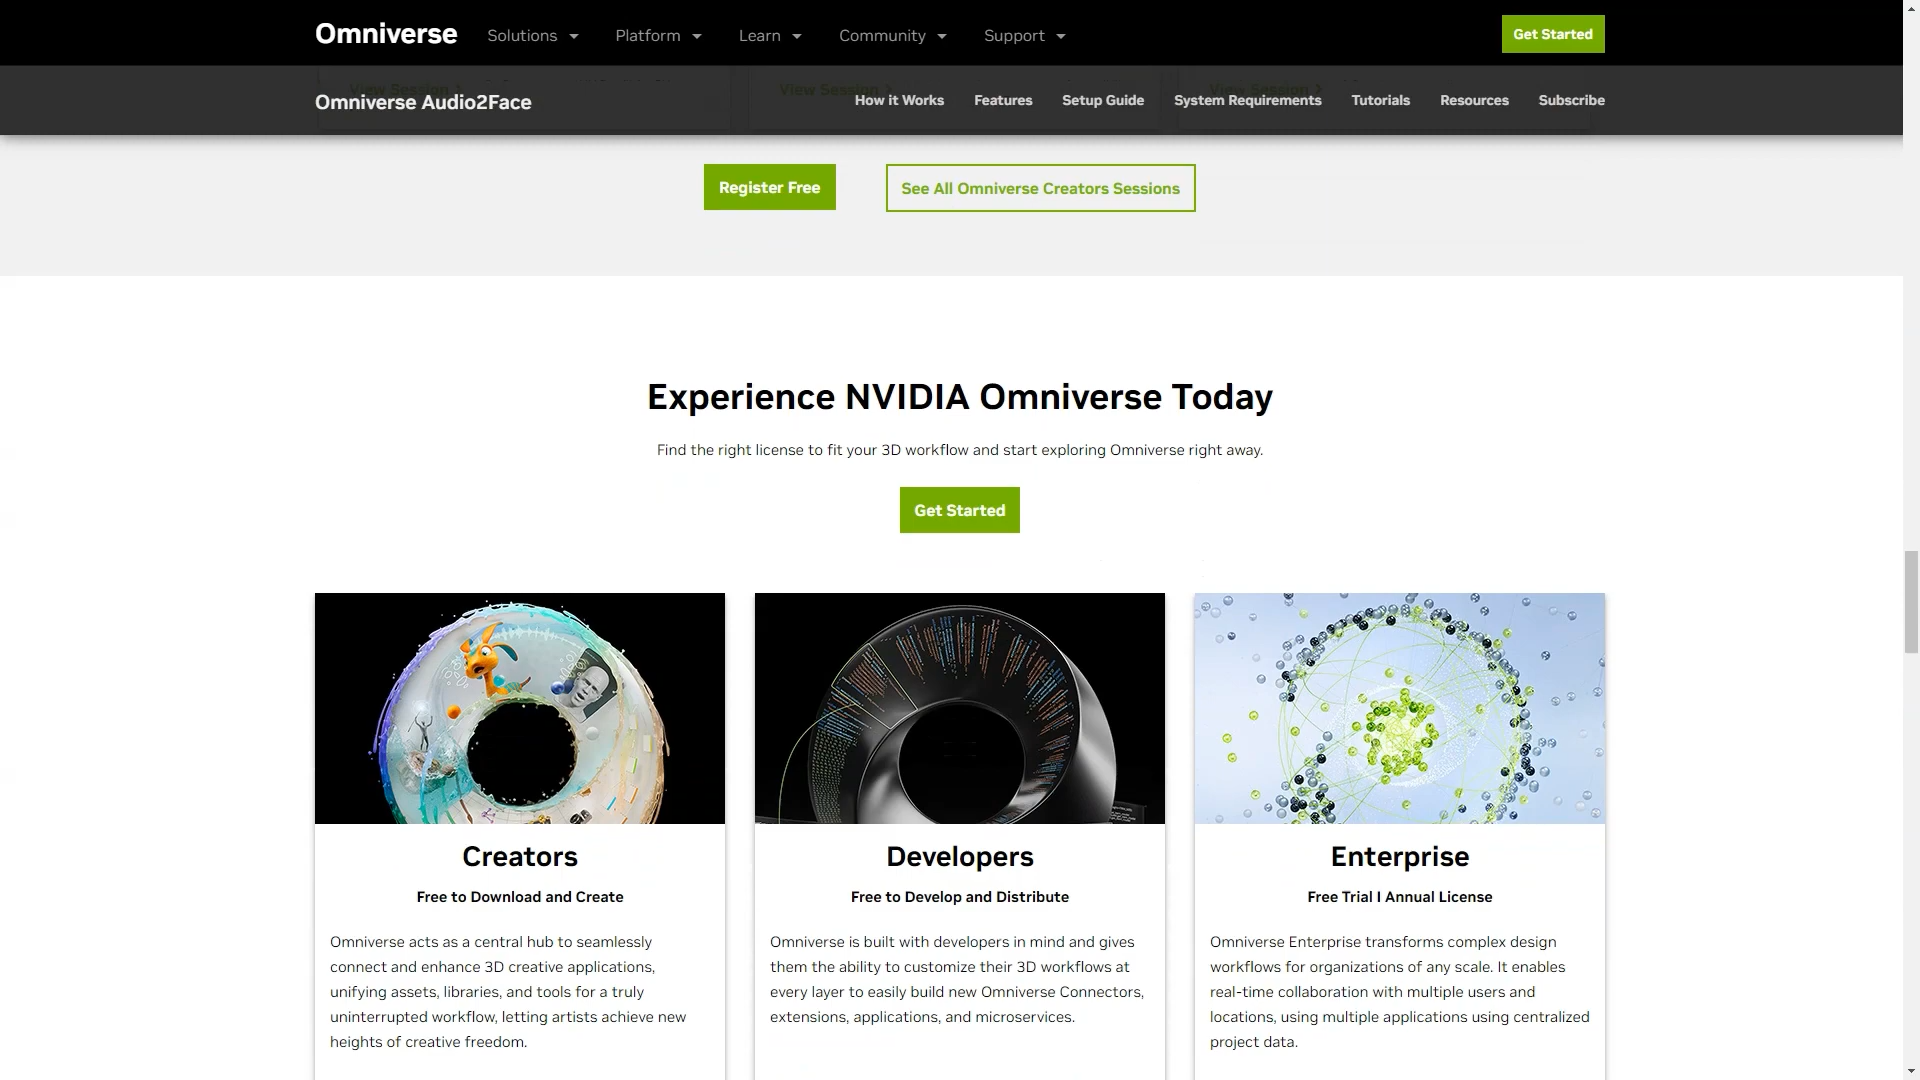 Omniverse Solutions Platform Learn Community Support Get Started
View Session View Session View Session
Omniverse Audio2Face How it Works Features Setup Guide System Requirements Tutorials Resources Subscribe
Register Free See All Omniverse Creators Sessions
Experience NVIDIA Omniverse Today
Find the right license to fit your 3D workflow and start exploring Omniverse right away.
Get Started
Creators
Free to Download and Create
Omniverse acts as a central hub to seamlessly
connect and enhance 3D creative applications,
unifying assets, libraries, and tools for a truly
uninterrupted workflow, letting artists achieve new
heights of creative freedom.
Developers
Free to Develop and Distribute
Omniverse is built with developers in mind and gives
them the ability to customize their 3D workflows at
every layer to easily build new Omniverse Connectors,
extensions, applications, and microservices.
Enterprise
Free Trial I Annual License
Omniverse Enterprise transforms complex design
workflows for organizations of any scale. It enables
real-time collaboration with multiple users and
locations, using multiple applications using centralized
project data.